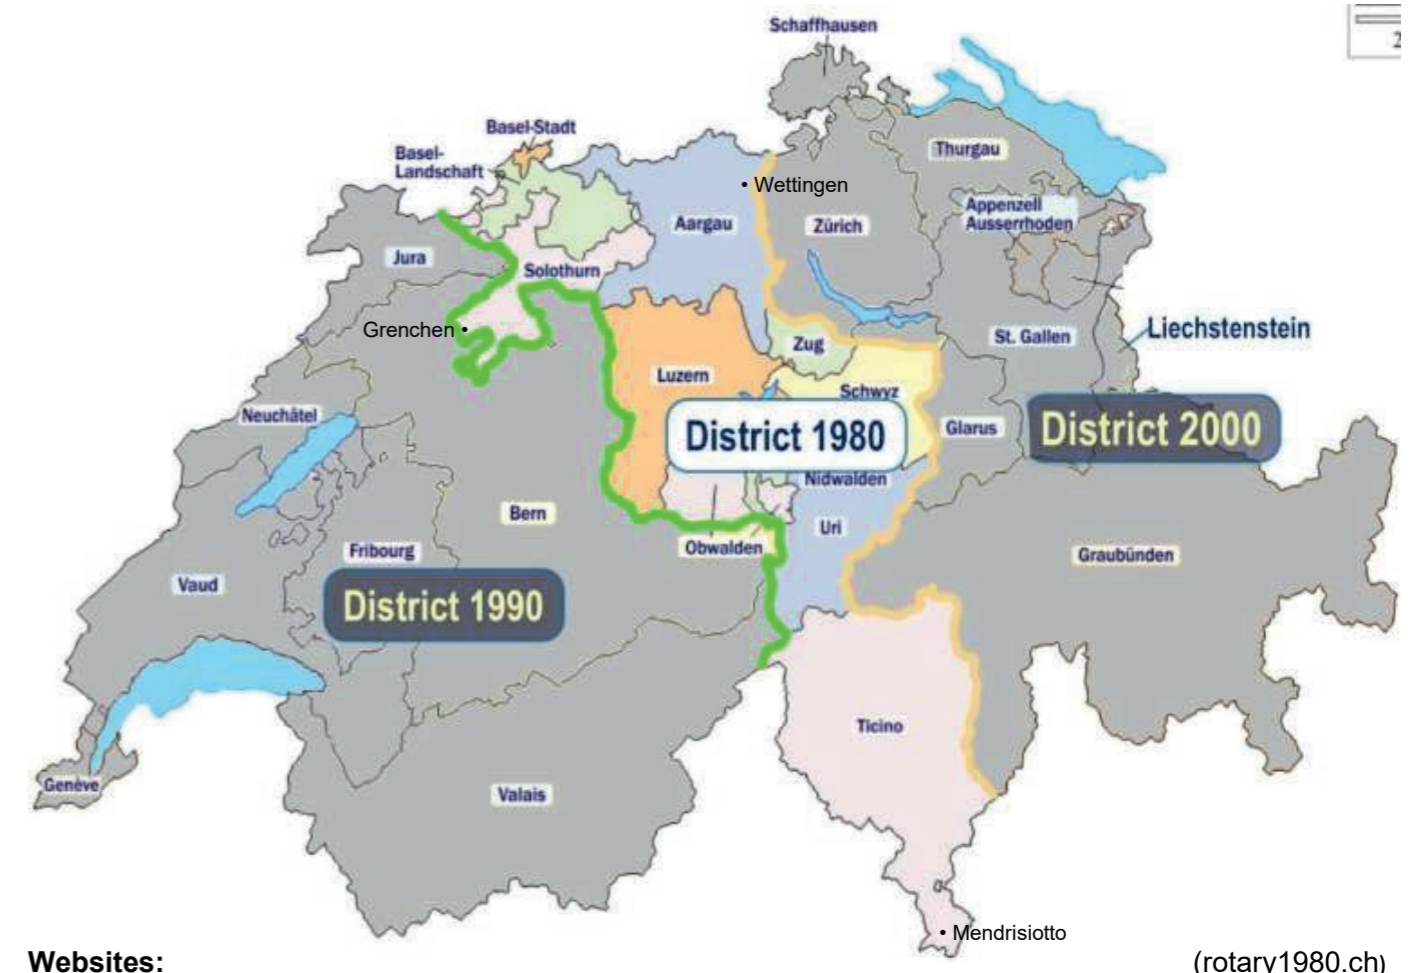 Schaffhausen
2
Basel-Stadt
Basel-
Landschaft
Thurgau
• Wettingen
Appenzell
Ausserrhoden
Aargau
Zürich
Jura
Solothurn
Grenchen •
Liechstenstein
St. Gallen
Zug
Luzern
Schwyz
Neuchâtel
Glarus
District 2000
District 1980
Nidwalden
Bern
Uri
Obwalden
Fribourg
Graubünden
Vaud
District 1990
Ticino
Genève
Valais
• Mendrisiotto
Websites:
(rotary1980.ch)